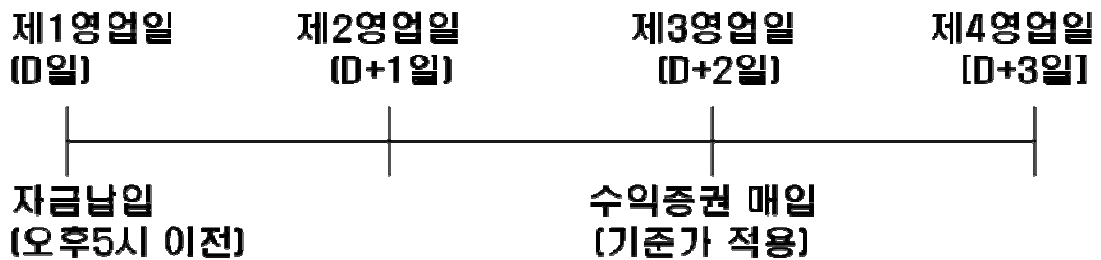 제1영업일 제2영업일 제3영업일 제4영업일
(D일) (D+1일) (D+2일) [D+3일]
자금납입 수익증권 매입
(오후5시 이전) (기준가 적용)